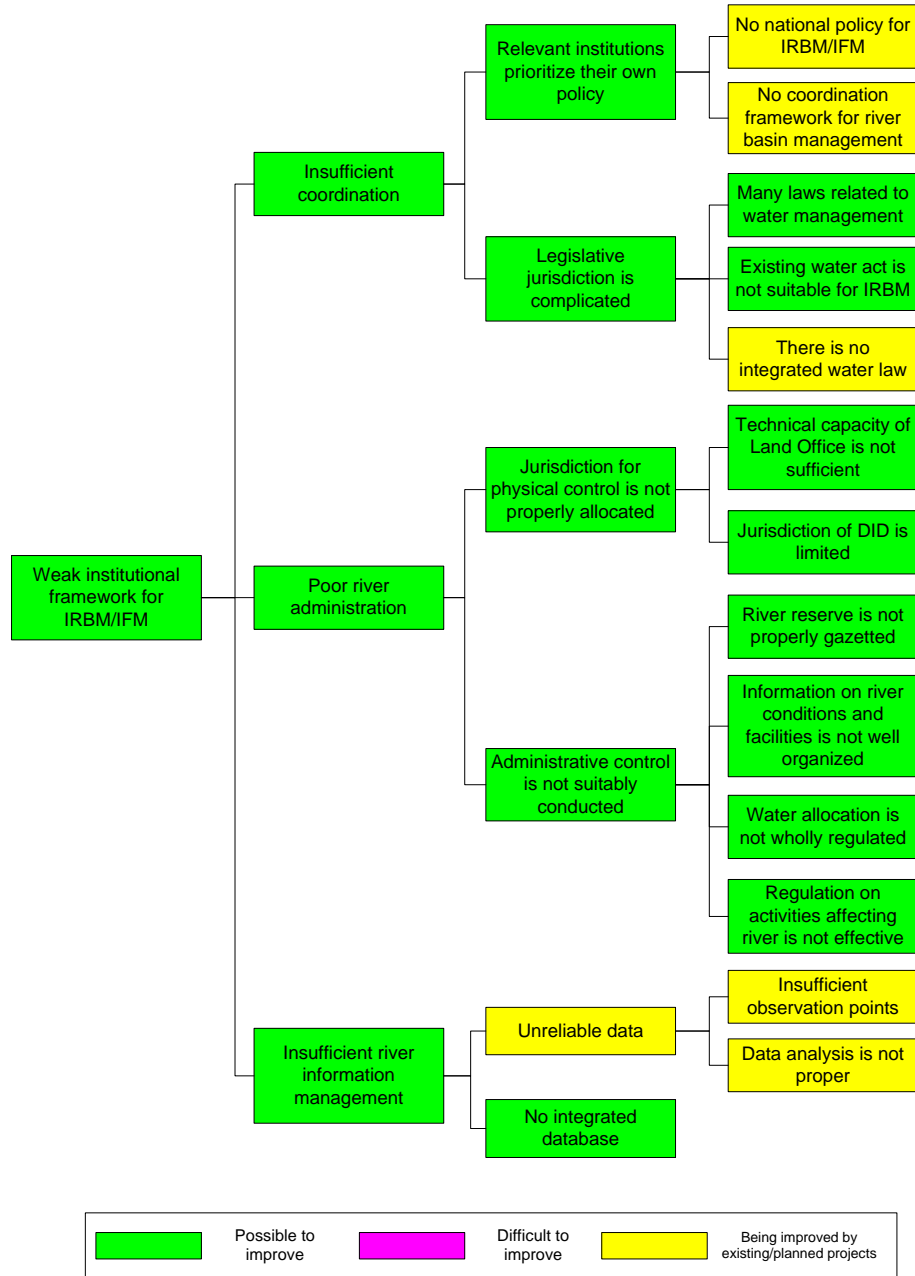 Relevant institutions
prioritize their own
policy
No national policy for
IRBM/IFM
No coordination
framework for river
basin management
Insufficient
coordination
Many laws related to
water management
Legislative
jurisdiction is
complicated
Existing water act is
not suitable for IRBM
There is no
integrated water law
Technical capacity of
Land Office is not
sufficient
Jurisdiction for
physical control is not
properly allocated
Jurisdiction of DID is
limited
Weak institutional
framework for
IRBM/IFM
Poor river
administration
River reserve is not
properly gazetted
Information on river
conditions and
facilities is not well
organized
Administrative control
is not suitably
conducted
Water allocation is
not wholly regulated
Regulation on
activities affecting
river is not effective
Insufficient
observation points
Insufficient river
information
management
Unreliable data
Data analysis is not
proper
No integrated
database
Possible to
improve
Difficult to
improve
Being improved by
existing/planned projects